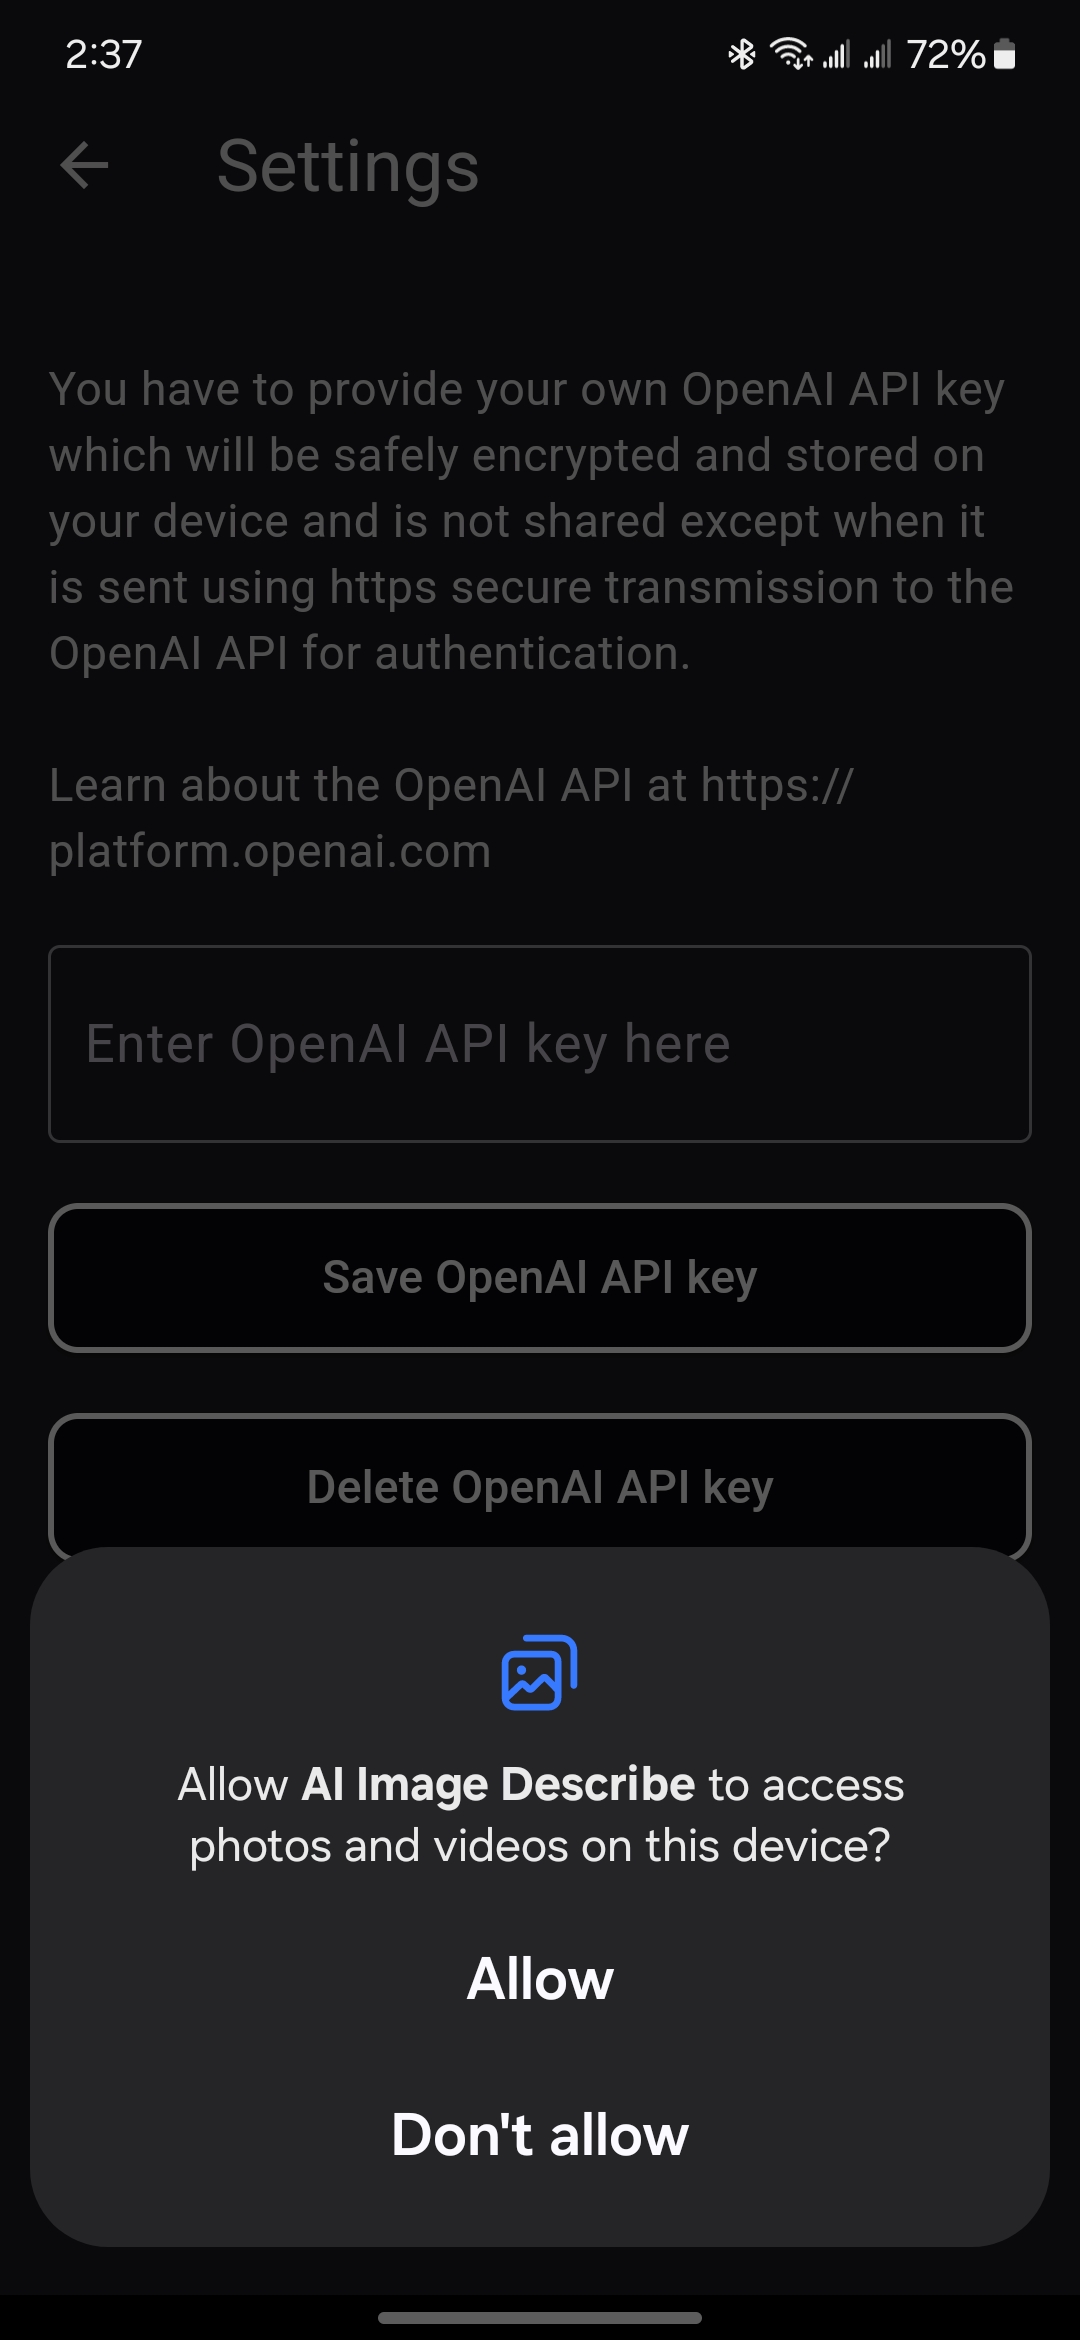 2:37
72%
Settings
You have to provide your own OpenAI API key
which will be safely encrypted and stored on
your device and is not shared except when it
is sent using https secure transmission to the
OpenAI API for authentication.
Learn about the OpenAI API at https://
platform.openai.com
Enter OpenAI API key here
Save OpenAI API key
Delete OpenAI API key
Allow AI Image Describe to access
photos and videos on this device?
Allow
Don't allow